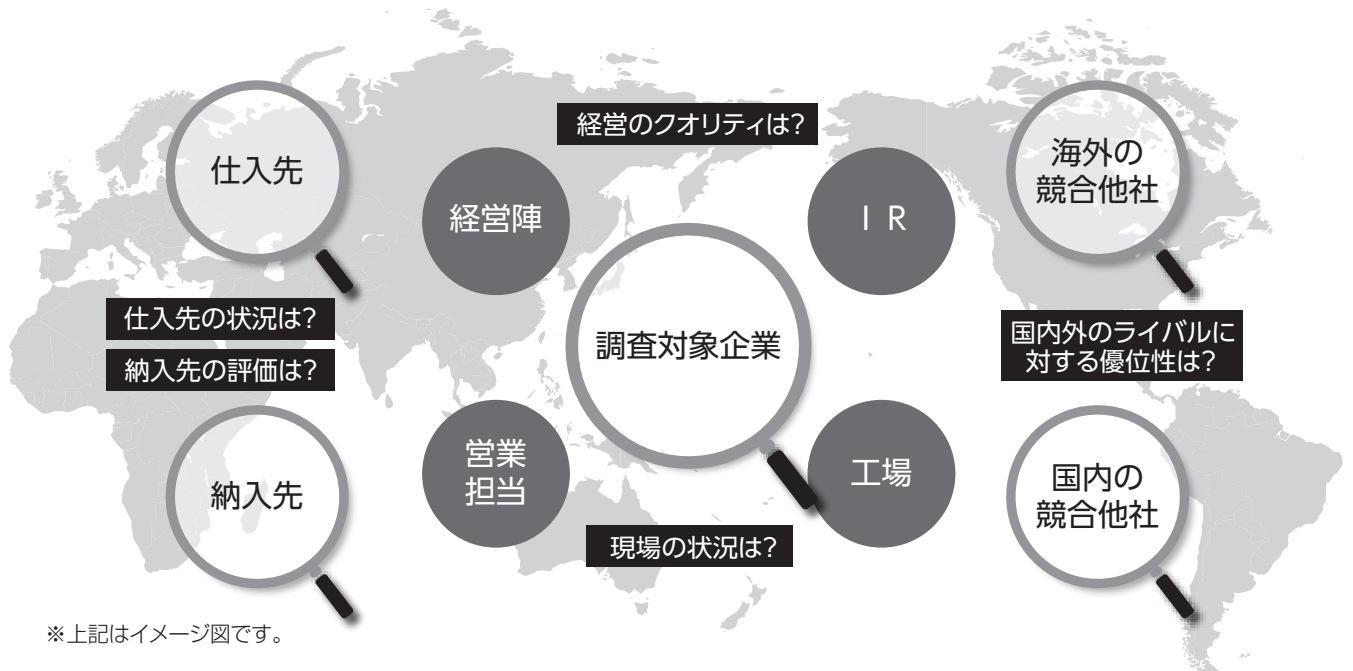 経営のクオリティは?
仕入先
経営陣
I R
海外の
競合他社
調査対象企業
仕入先の状況は?
納入先の評価は?
国内外のライバルに
対する優位性は?
納入先
営業
担当
工場
国内の
競合他社
現場の状況は?
※上記はイメージ図です。